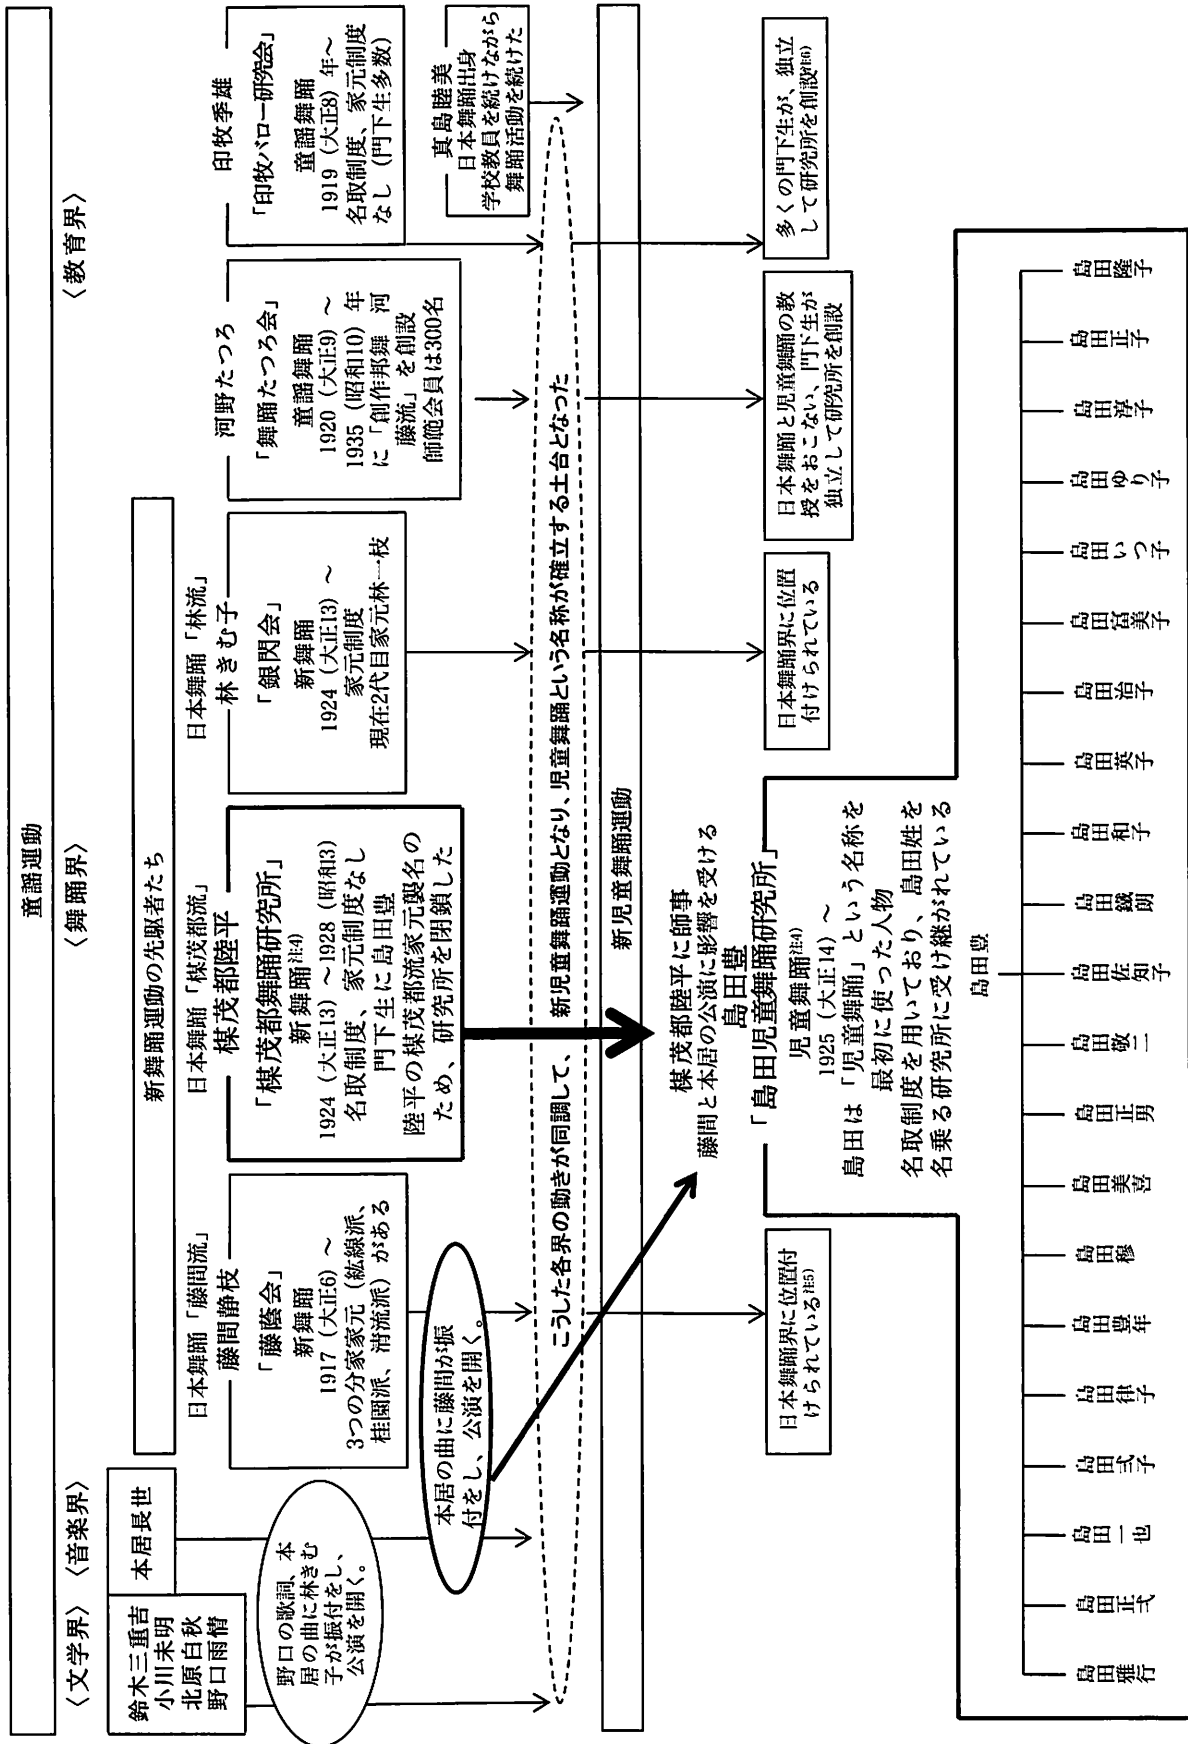 童謡運動
〈文学界〉
〈音楽界〉
〈舞踊界〉
〈教育界〉
鈴木三重吉
小川未明
北原白秋
野口雨情
本居長世
新舞踊運動の先駆者たち
日本舞踊「藤間流」
藤間静枝
「藤蔭会」
新舞踊
1917(大正6)~
3つの分家家元(紘線派、
桂園派、清流派)がある
日本舞踊「楳茂都流」
楳茂都陸平
「楳茂都舞踊研究所」
新舞踊注4)
1924(大正13)~1928(昭和3)
名取制度、家元制度なし
門下生に島田豊
陸平の楳茂都流家元襲名の
ため、研究所を閉鎖した
日本舞踊「林流」
林きむ子
「銀閃会」
新舞踊
1924(大正13)~
家元制度
現在2代目家元林一枝
河野たつろ
「舞踊たつろ会」
童謡舞踊
1920(大正9)~
1935(昭和10)年
に「創作邦舞 河
藤流」を創設
師範会員は300名
印牧季雄
「印牧バロー研究会」
童謡舞踊
1919(大正8)年~
名取制度、家元制度
なし(門下生多数)
真島睦美
日本舞踊出身
学校教員を続けながら
舞踊活動を続けた
野口の歌詞、本
居の曲に林きむ
子が振付をし、
公演を開く。
本居の曲に藤間が振
付をし、公演を開く。
こうした各界の動きが同調して、 新児童舞踊運動となり、児童舞踊という名称が確立する土台となった
新児童舞踊運動
日本舞踊界に位置付
けられている注5)
楳茂都陸平に師事
藤間と本居の公演に影響を受ける
島田豊
「島田児童舞踊研究所」
児童舞踊注4)
1925(大正14)~
島田は「児童舞踊」という名称を
最初に使った人物
名取制度を用いており、島田姓を
名乗る研究所に受け継がれている
日本舞踊界に位置
付けられている
日本舞踊と児童舞踊の教
授をおこない、門下生が
独立して研究所を創設
多くの門下生が、独立
して研究所を創設注6)
島田豊
島田雅行
島田正弍
島田一也
島田弍子
島田律子
島田豊年
島田穆
島田美喜
島田正男
島田敬二
島田佐知子
島田鐵朗
島田和子
島田英子
島田治子
島田富美子
島田いつ子
島田ゆり子
島田淳子
島田正子
島田隆子